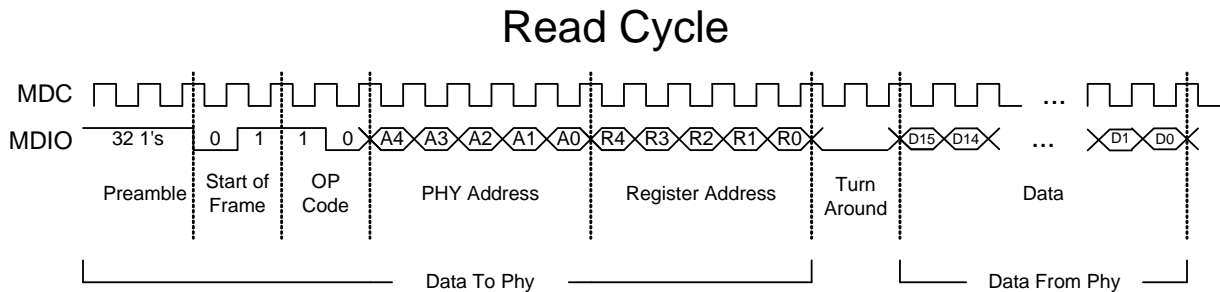 Read Cycle
MDC ...
MDIO 32 1's 0 1 1 0 A4 A3 A2 A1 A0 R4 R3 R2 R1 R0 D15 D14 ... D1 D0
Preamble Start of Frame OP Code PHY Address Register Address Turn Around Data
Data To Phy Data From Phy